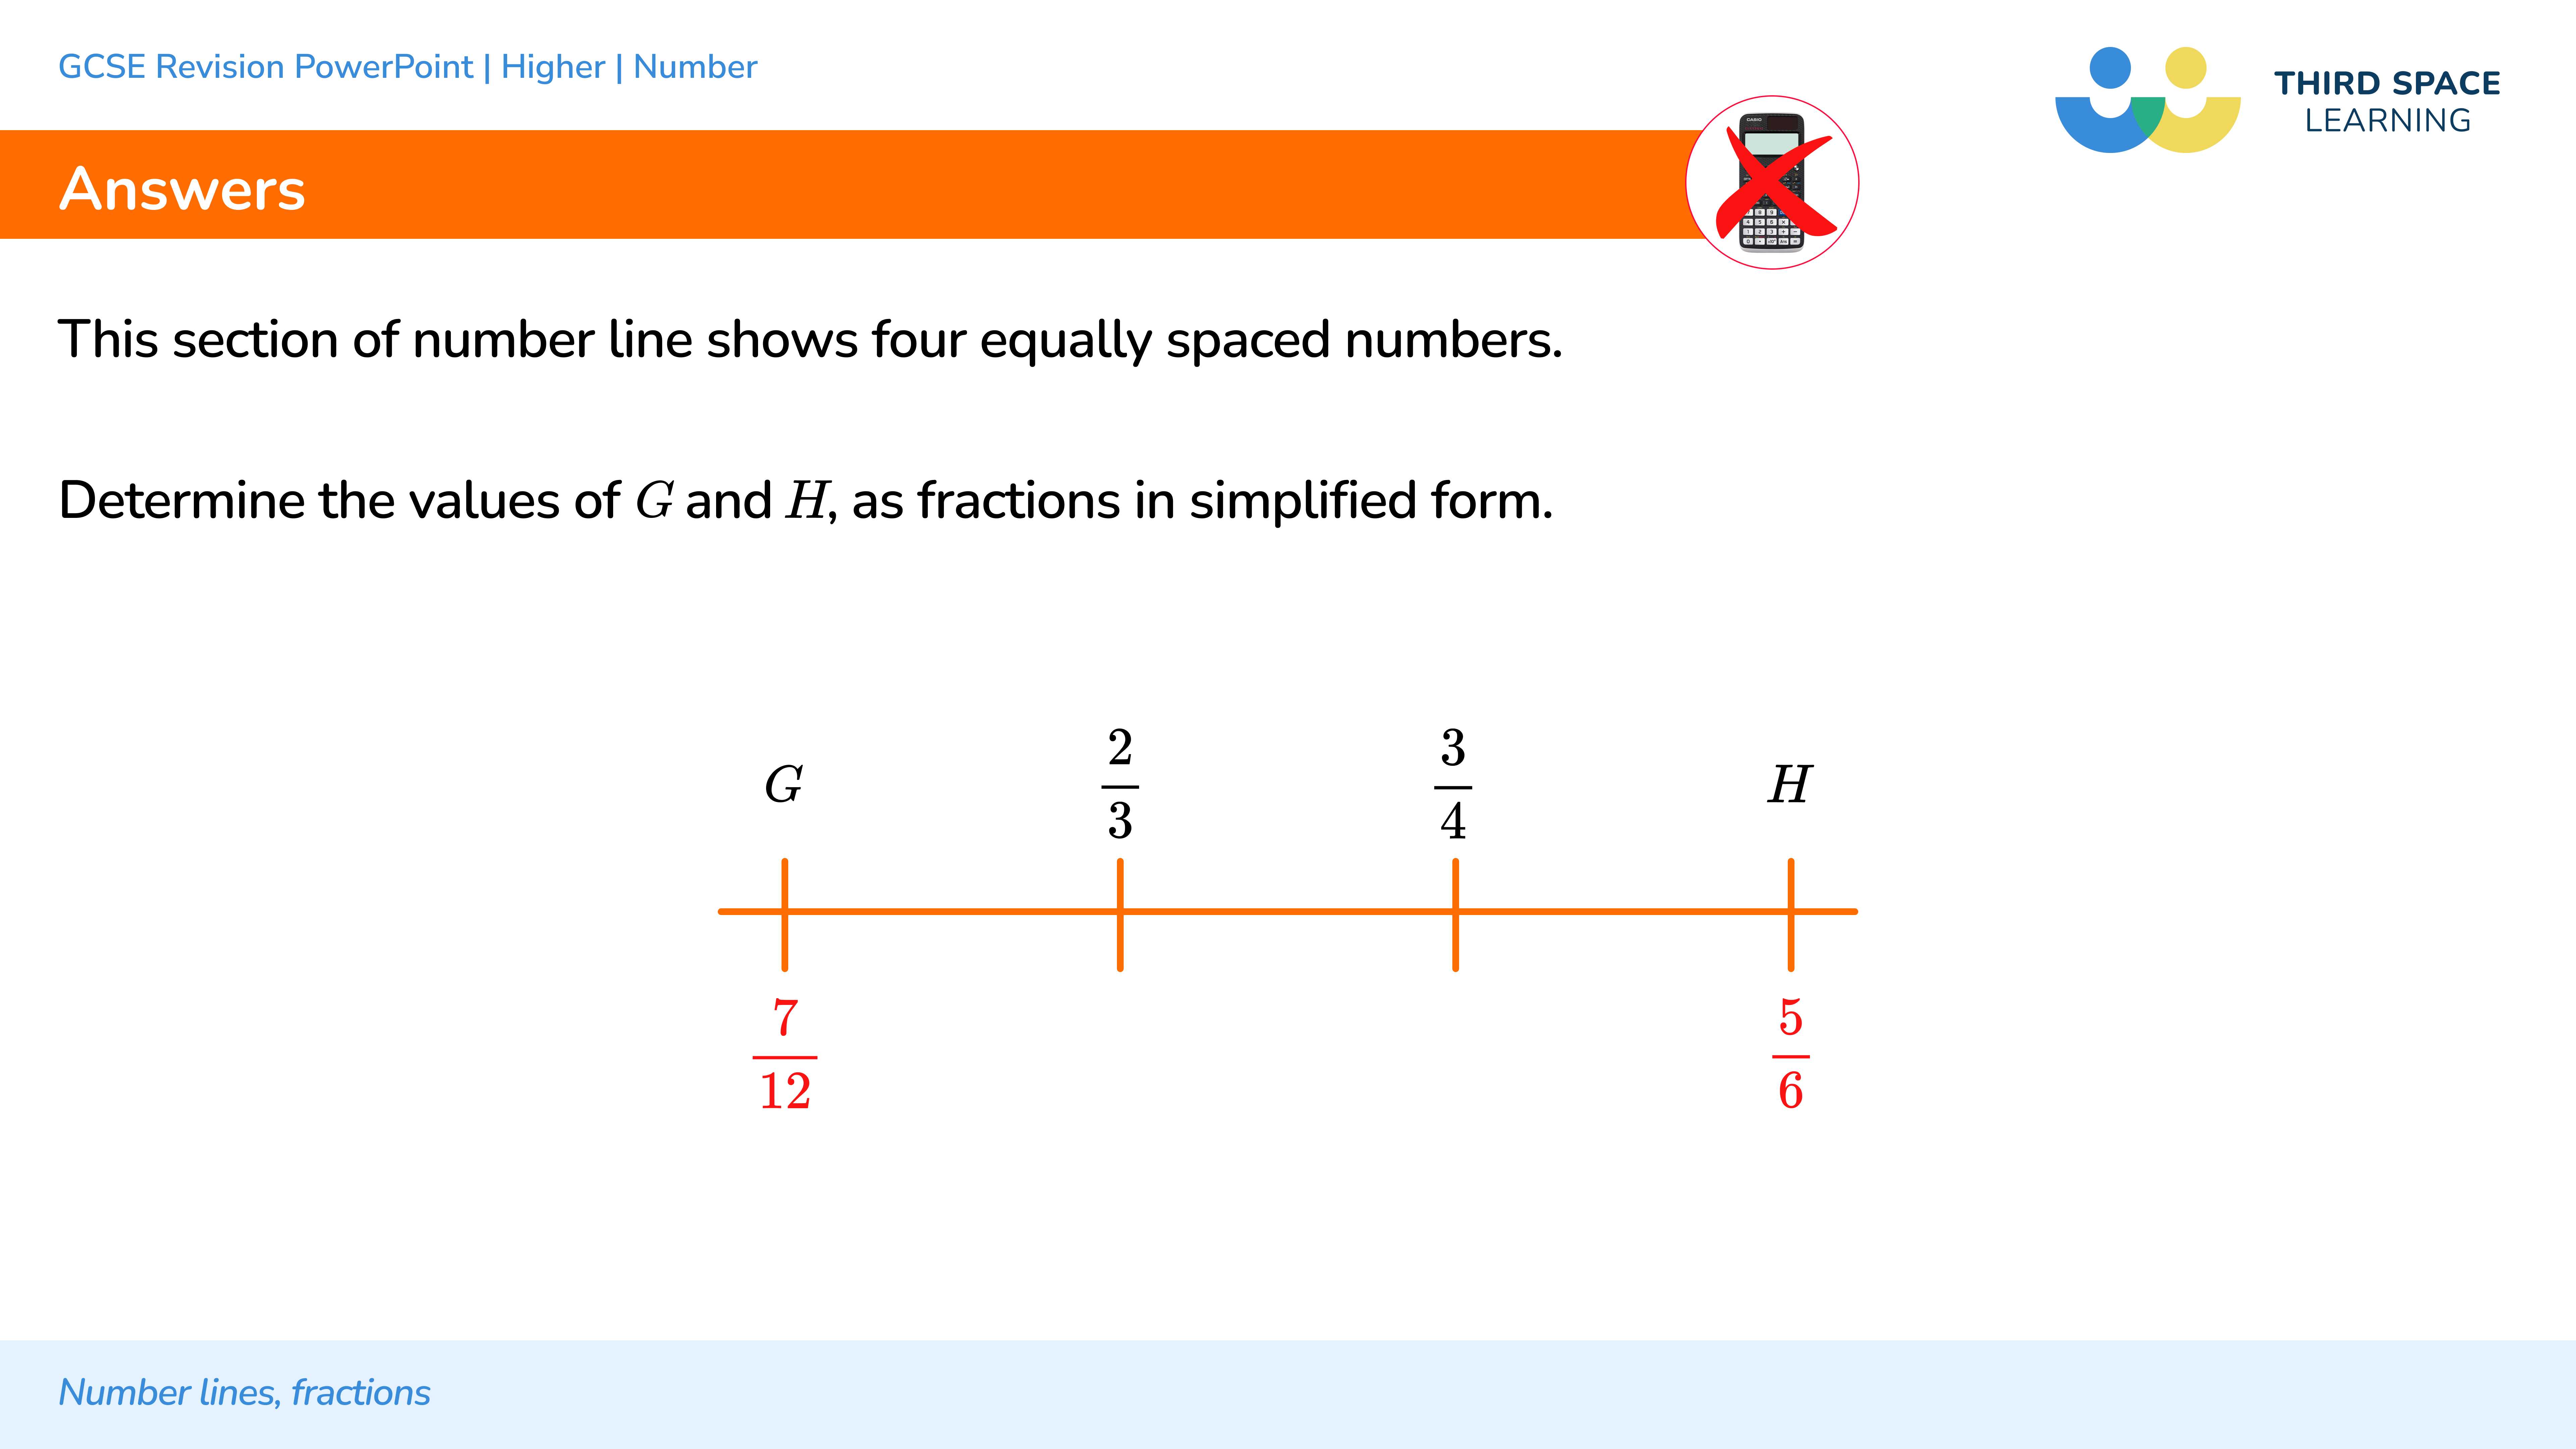 GCSE Revision PowerPoint | Higher | Number
THIRD SPACE
LEARNING
Answers
CASIO
This section of number line shows four equally spaced numbers.
Determine the values of G and H, as fractions in simplified form.
G 2/3 3/4 H
7/12 5/6
Number lines, fractions